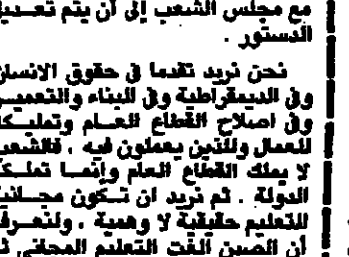 مع مجلس الشعب إلى أن يتم تعديل
الدستور .
نحن نريد تقدما في حقوق الانسان
وفي الديمقراطية وفي البناء والتعمير
وفي اصلاح القطاع العام وتمليكه
للعمال وللذين يعملون فيه ، فالشعب
لا يملك القطاع العام وإنما تملكه
الدولة . ثم نريد ان تكون مجانية
للتعليم حقيقية لا وهمية ، ولنعرف
أن الصين الغت التعليم المجاني